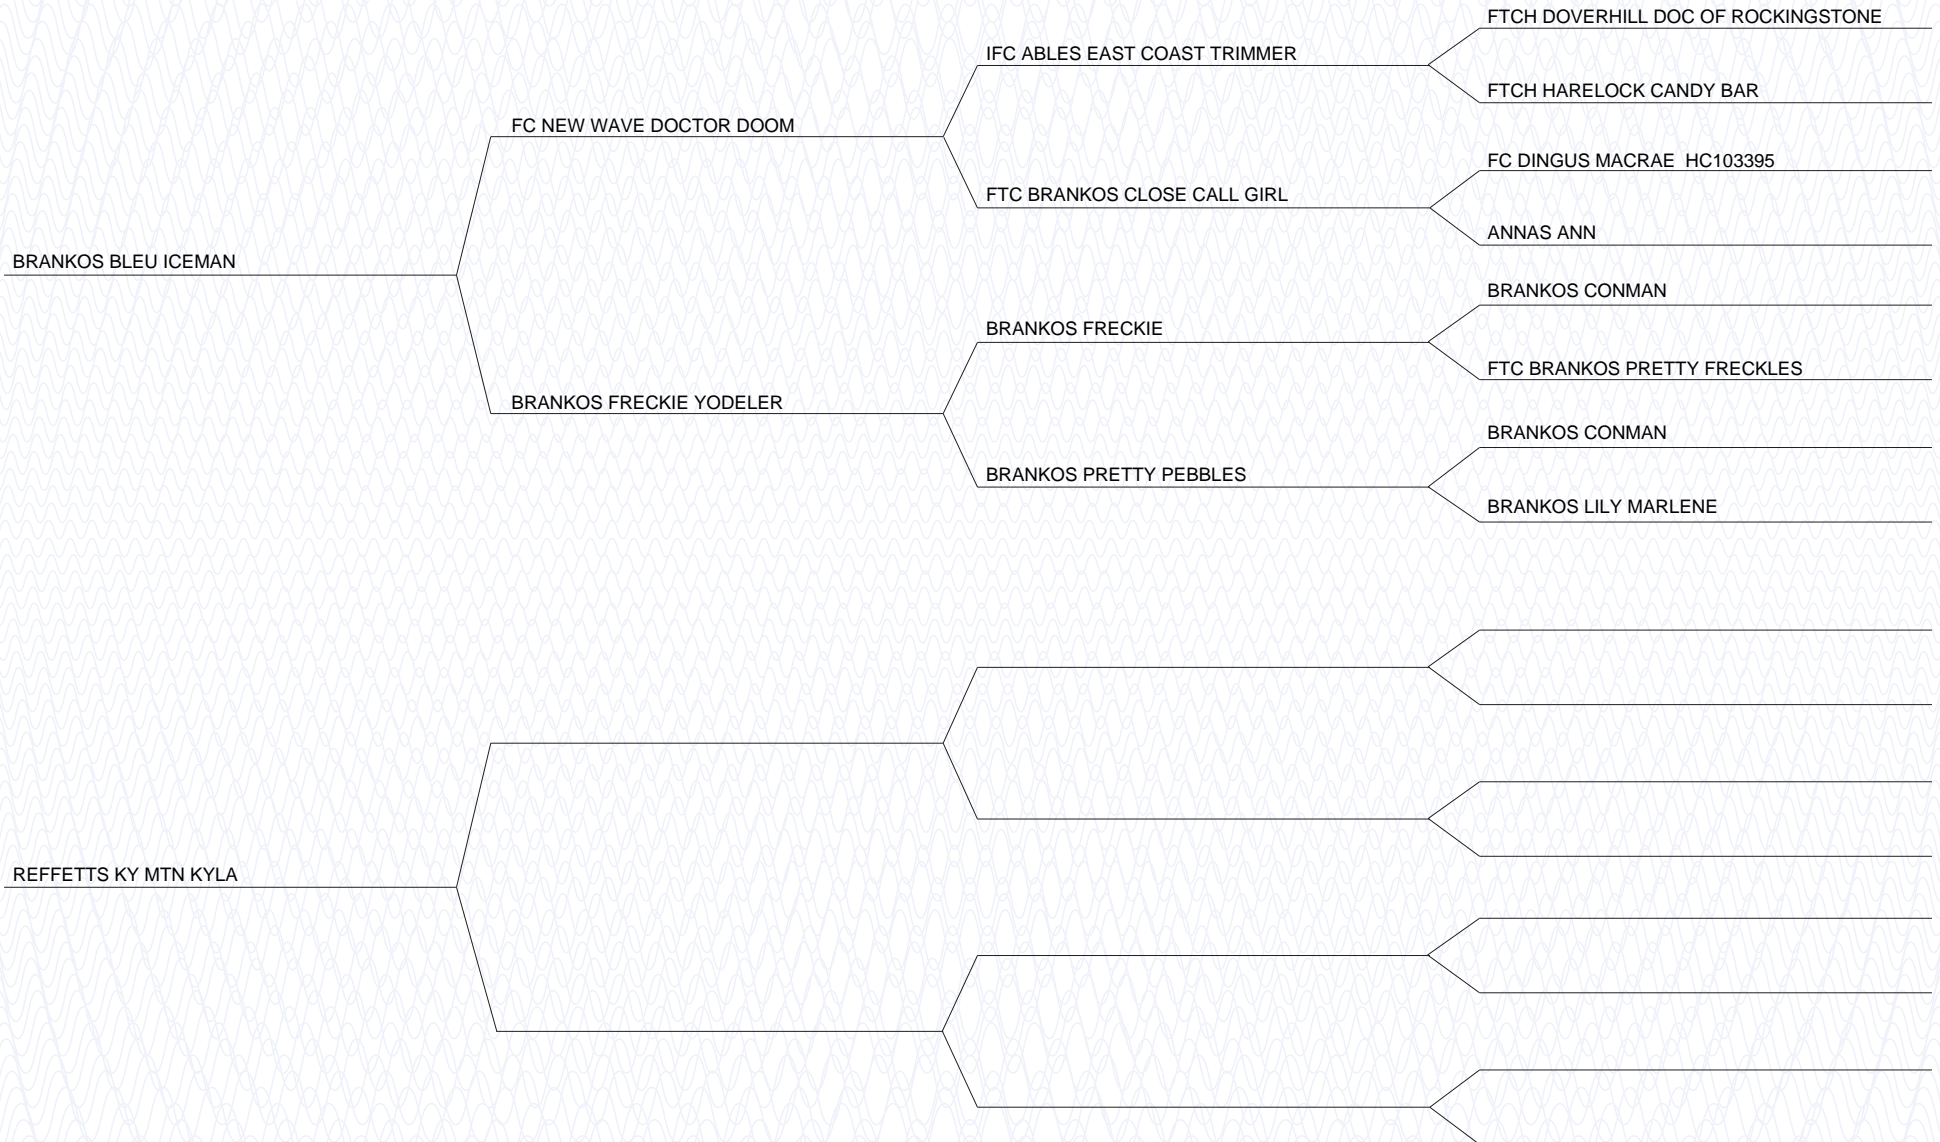 FTCH DOVERHILL DOC OF ROCKINGSTONE
IFC ABLES EAST COAST TRIMMER
FTCH HARELOCK CANDY BAR
FC NEW WAVE DOCTOR DOOM
FC DINGUS MACRAE  HC103395
FTC BRANKOS CLOSE CALL GIRL
ANNAS ANN
BRANKOS BLEU ICEMAN
BRANKOS CONMAN
BRANKOS FRECKIE
FTC BRANKOS PRETTY FRECKLES
BRANKOS FRECKIE YODELER
BRANKOS CONMAN
BRANKOS PRETTY PEBBLES
BRANKOS LILY MARLENE
REFFETTS KY MTN KYLA